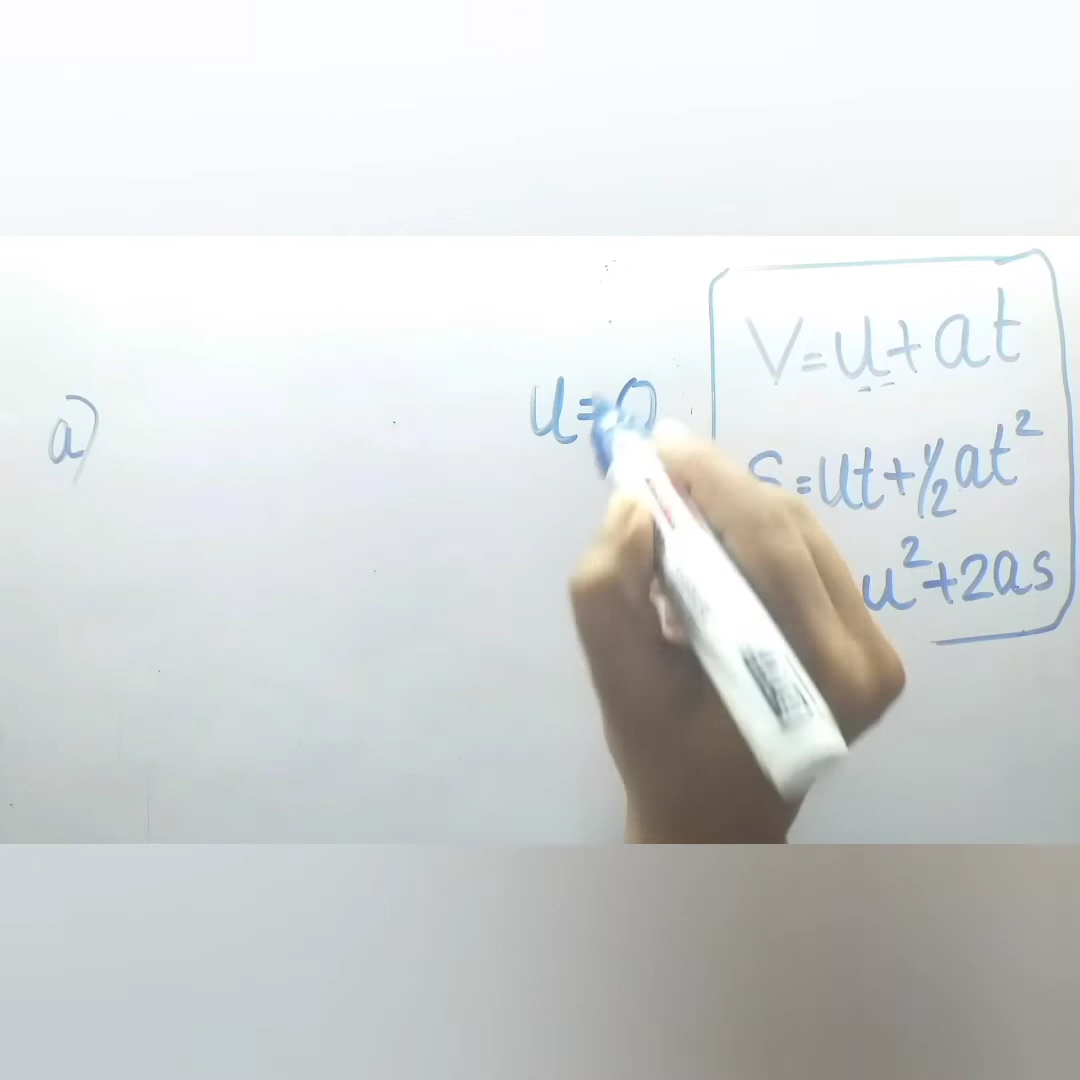 a)
u=0
V=u+at
S=ut+½at²
u²+2as